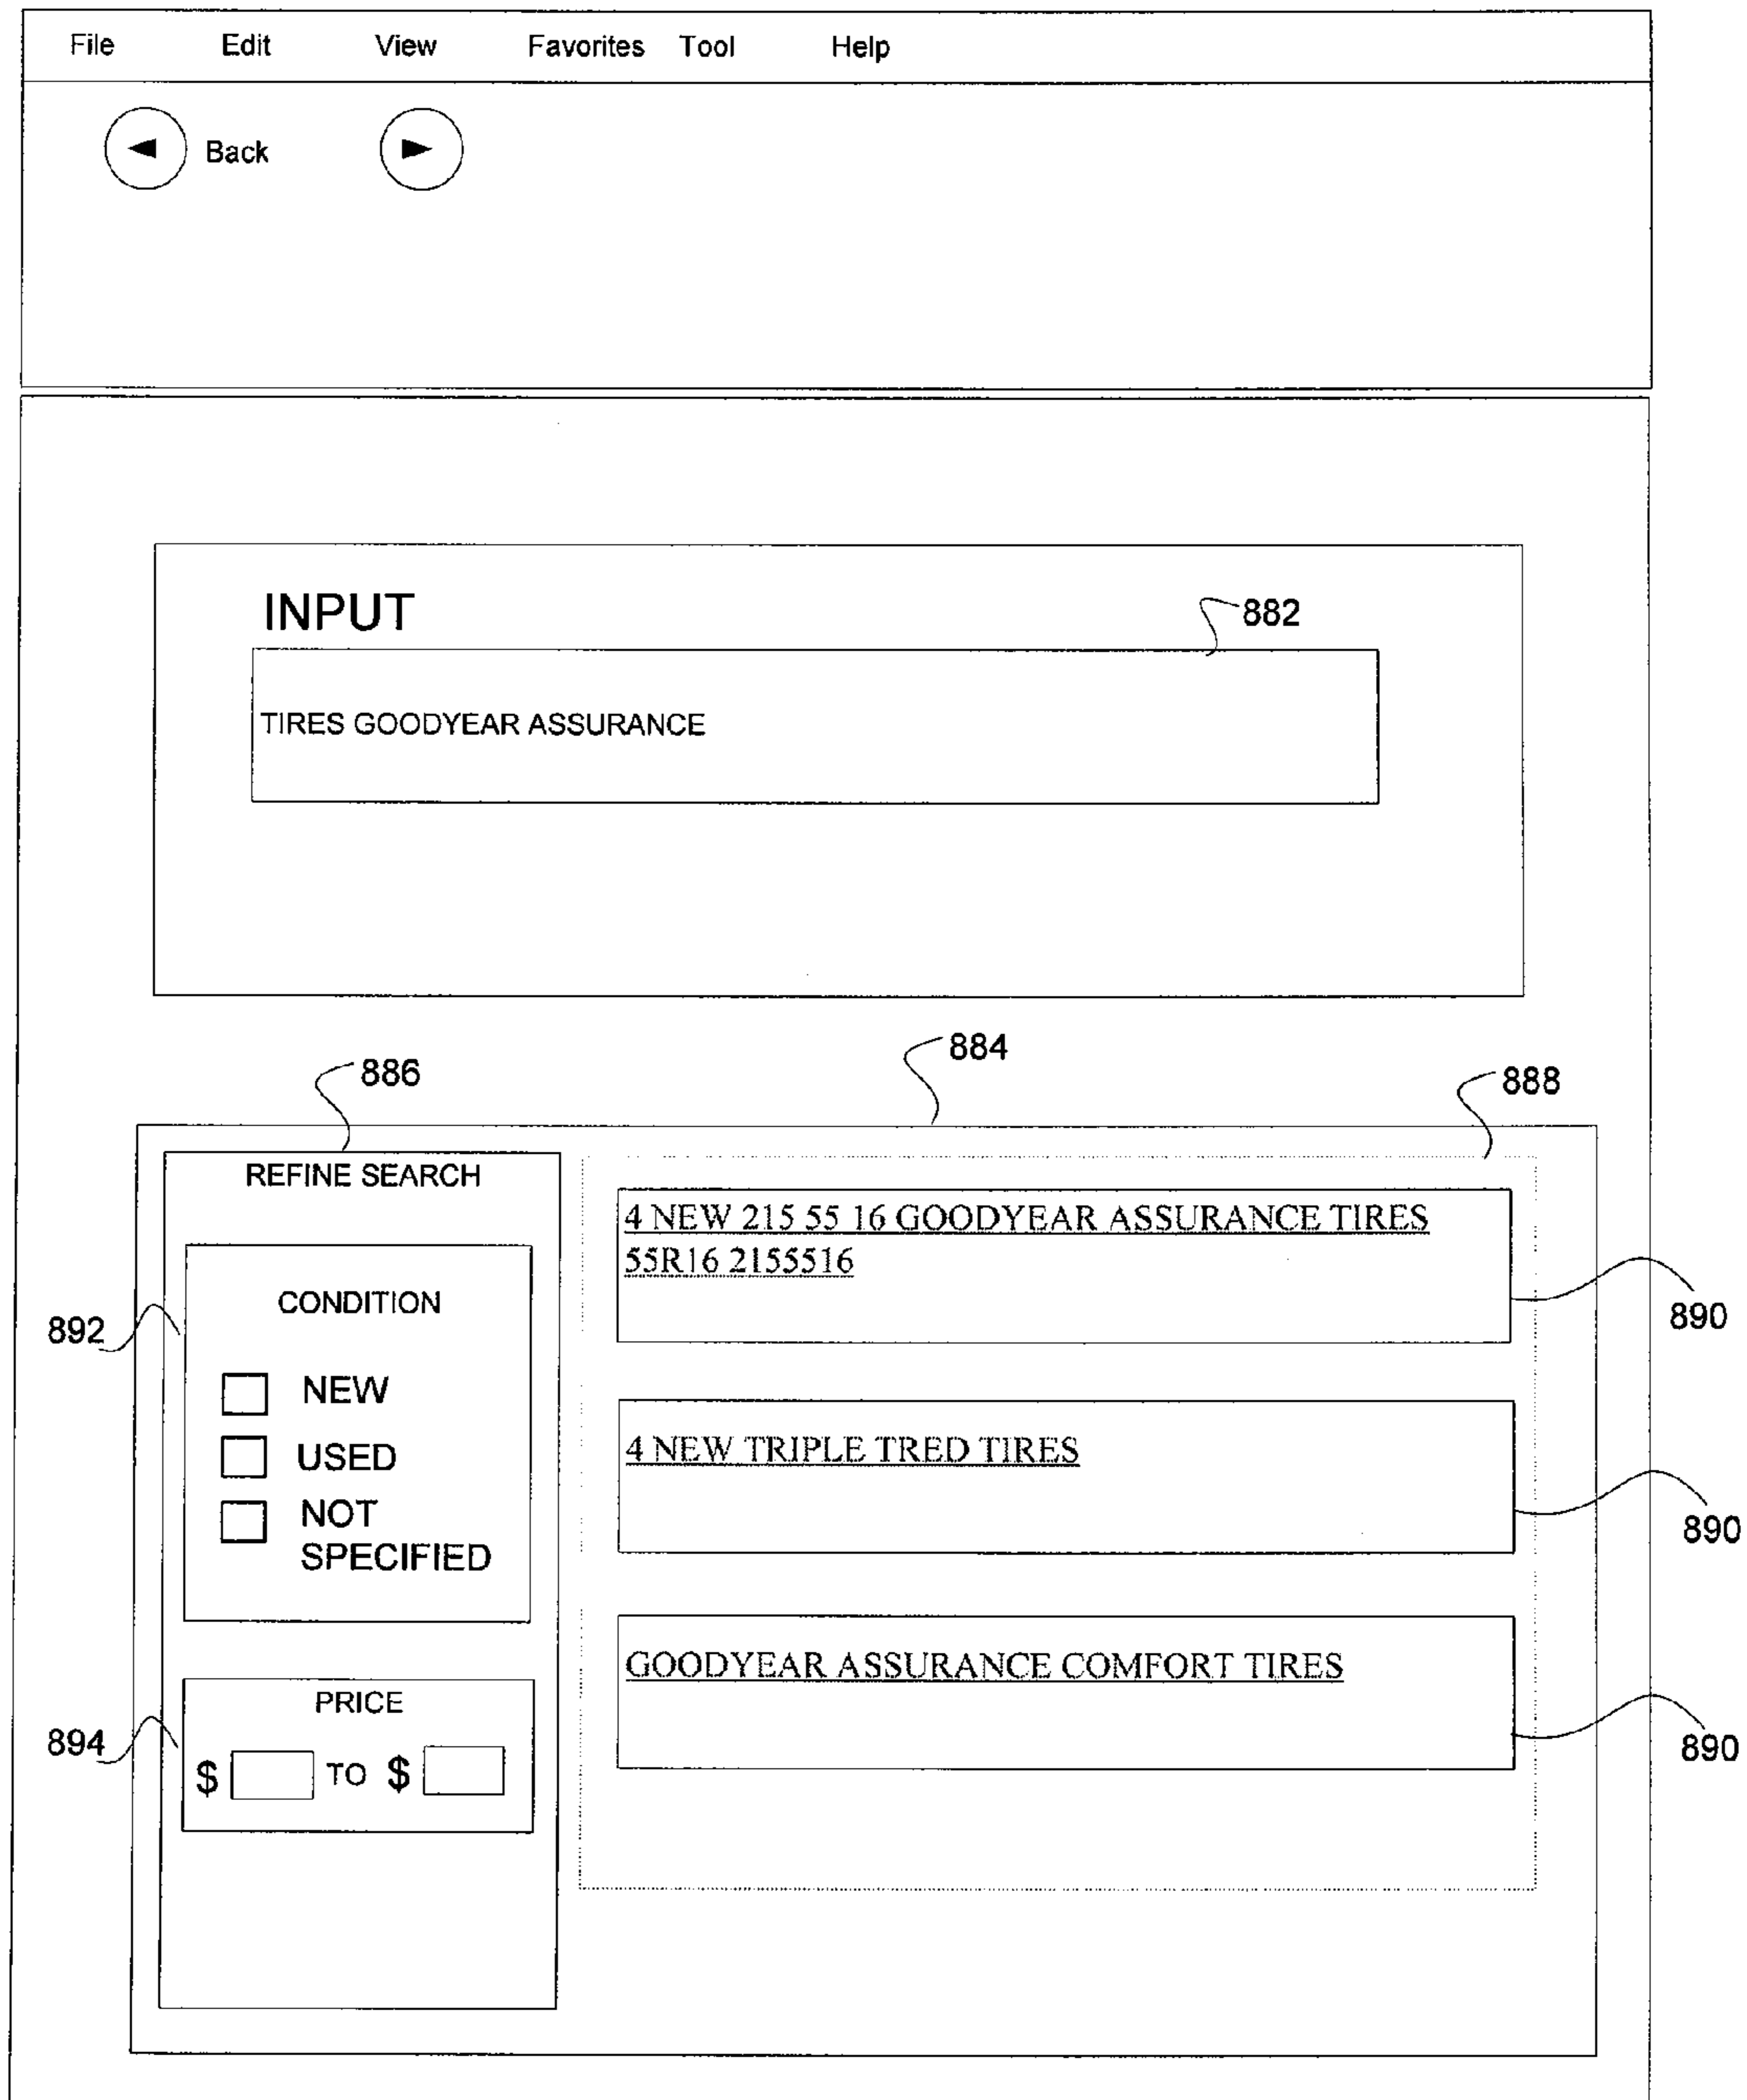 File Edit View Favorites Tool Help
Back
INPUT
882
TIRES GOODYEAR ASSURANCE
884
886
888
REFINE SEARCH
CONDITION
892
NEW
USED
NOT
SPECIFIED
PRICE
894
$ TO $
4 NEW 215 55 16 GOODYEAR ASSURANCE TIRES
55R16 2155516
890
4 NEW TRIPLE TRED TIRES
890
GOODYEAR ASSURANCE COMFORT TIRES
890